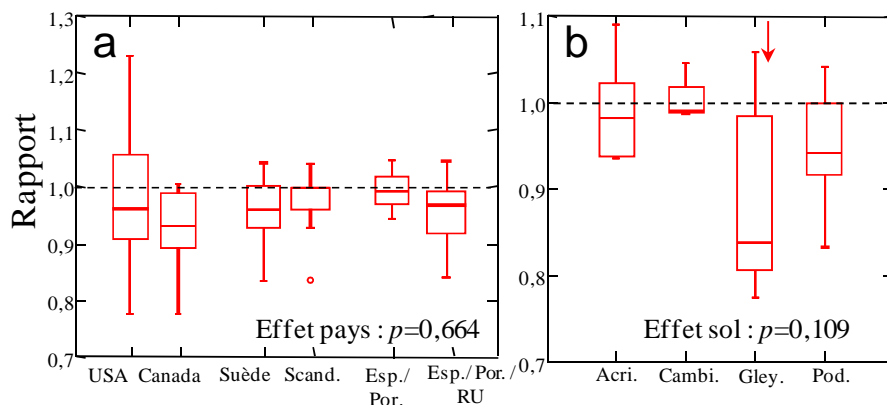 a
Rapport
1,3
1,2
1,1
1,0
0,9
0,8
0,7
Effet pays : p=0,664
USA Canada Suède Scand. Esp./ Por. Esp./Por./ RU
b
1,1
1,0
0,9
0,8
0,7
Effet sol : p=0,109
Acri. Cambi. Gley. Pod.